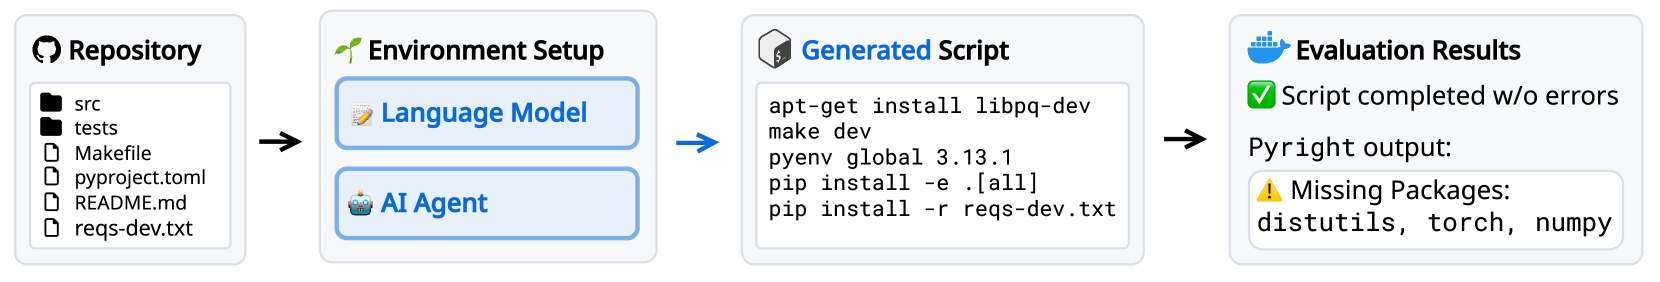 Repository
src
tests
Makefile
pyproject.toml
README.md
reqs-dev.txt
Environment Setup
Language Model
AI Agent
Generated Script
apt-get install libpq-dev
make dev
pyenv global 3.13.1
pip install -e .[all]
pip install -r reqs-dev.txt
Evaluation Results
Script completed w/o errors
Pyright output:
Missing Packages:
distutils, torch, numpy